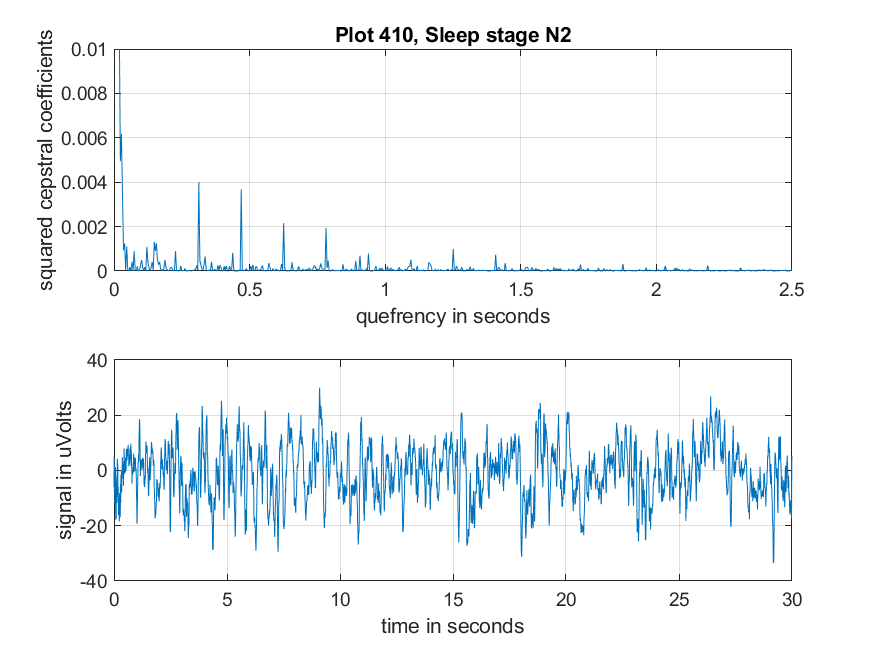 Plot 410, Sleep stage N2
squared cepstral coefficients
0.01
0.008
0.006
0.004
0.002
0
0 0.5 1 1.5 2 2.5
quefrency in seconds
signal in uVolts
40
20
0
-20
-40
0 5 10 15 20 25 30
time in seconds